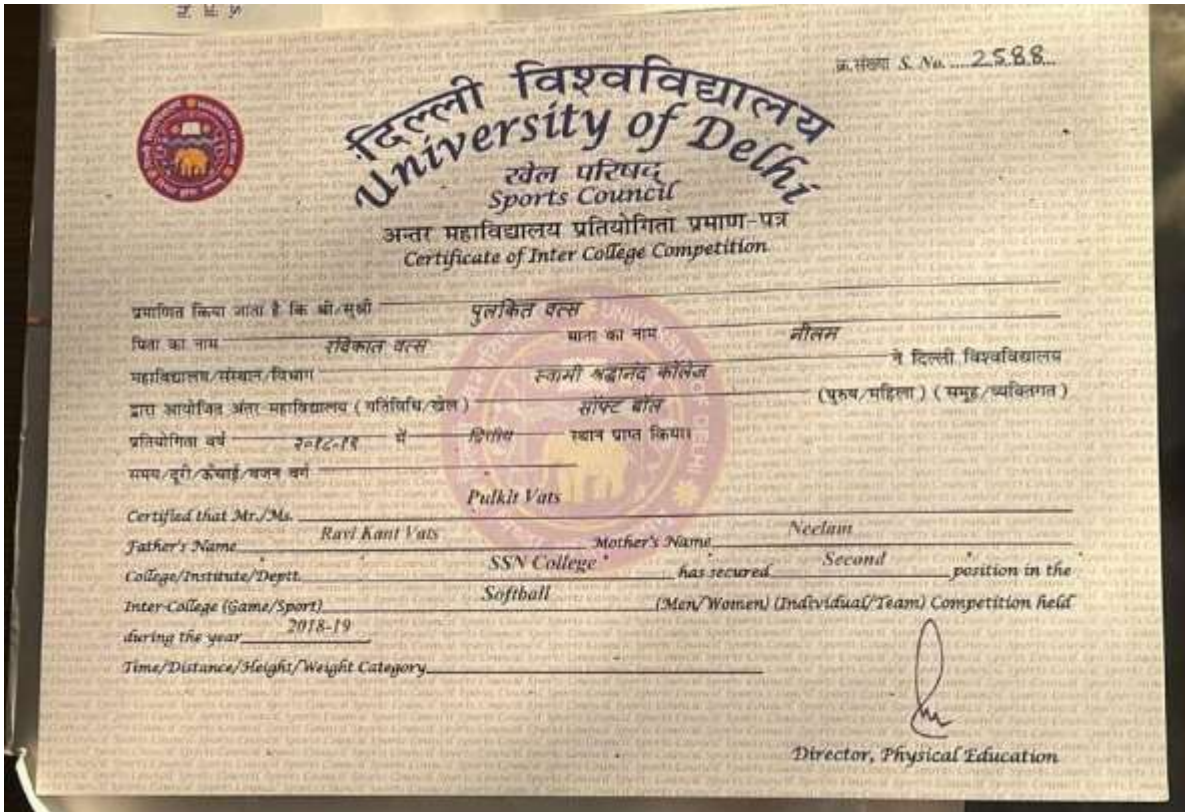 क्र.संख्या S. No. ....2588...
दिल्ली विश्वविद्यालय
University of Delhi
खेल परिषद्
Sports Council
अन्तर महाविद्यालय प्रतियोगिता प्रमाण-पत्र
Certificate of Inter College Competition
प्रमाणित किया जाता है कि श्री/सुश्री पुलकित वत्स
पिता का नाम रविकांत वत्स माता का नाम नीलम
महाविद्यालय/संस्थान/विभाग स्वामी श्रद्धानंद कॉलेज ने दिल्ली विश्वविद्यालय
द्वारा आयोजित अंतर महाविद्यालय (गतिविधि/खेल) सॉफ्ट बॉल (पुरुष/महिला) (समूह/व्यक्तिगत)
प्रतियोगिता वर्ष २०१८-१९ में द्वितीय स्थान प्राप्त किया।
समय/दूरी/ऊँचाई/वजन वर्ग
Certified that Mr./Ms. Pulkit Vats
Father's Name Ravi Kant Vats Mother's Name Neelam
College/Institute/Deptt. SSN College has secured Second position in the
Inter-College (Game/Sport) Softball (Men/Women) (Individual/Team) Competition held
during the year 2018-19
Time/Distance/Height/Weight Category
Director, Physical Education